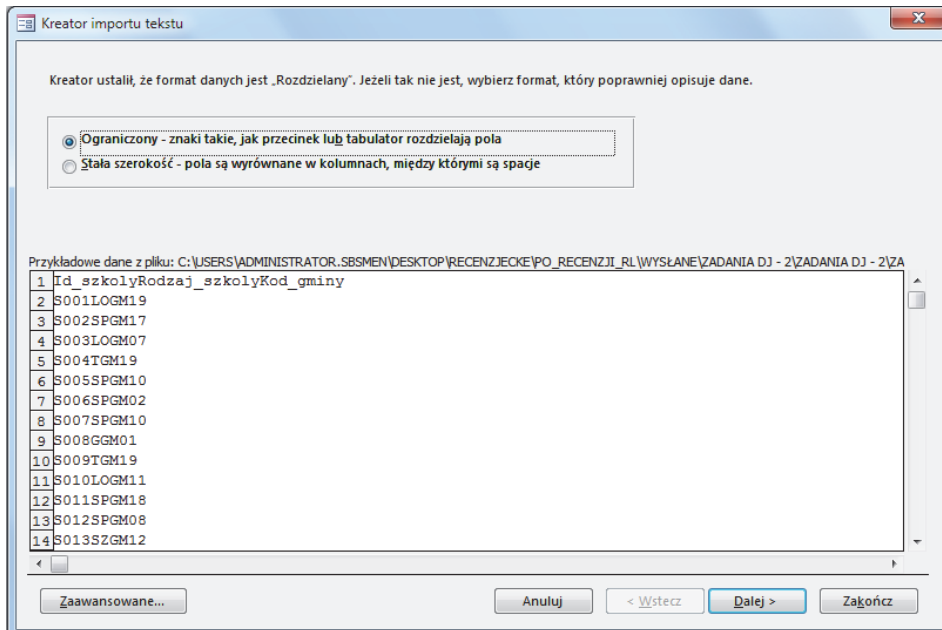 Kreator importu tekstu
Kreator ustalił, że format danych jest „Rozdzielany". Jeżeli tak nie jest, wybierz format, który poprawniej opisuje dane.
Ograniczony - znaki takie, jak przecinek lub tabulator rozdzielają pola
Stała szerokość - pola są wyrównane w kolumnach, między którymi są spacje
Przykładowe dane z pliku: C:\USERS\ADMINISTRATOR.SBSMEN\DESKTOP\RECENZJECKE\PO_RECENZJI_RL\WYSŁANE\ZADANIA DJ - 2\ZADANIA DJ - 2\ZA
1 Id_szkolyRodzaj_szkolyKod_gminy
2 S001LOGM19
3 S002SPGM17
4 S003LOGM07
5 S004TGM19
6 S005SPGM10
7 S006SPGM02
8 S007SPGM10
9 S008GGM01
10 S009TGM19
11 S010LOGM11
12 S011SPGM18
13 S012SPGM08
14 S013SZGM12
Zaawansowane... Anuluj < Wstecz Dalej > Zakończ